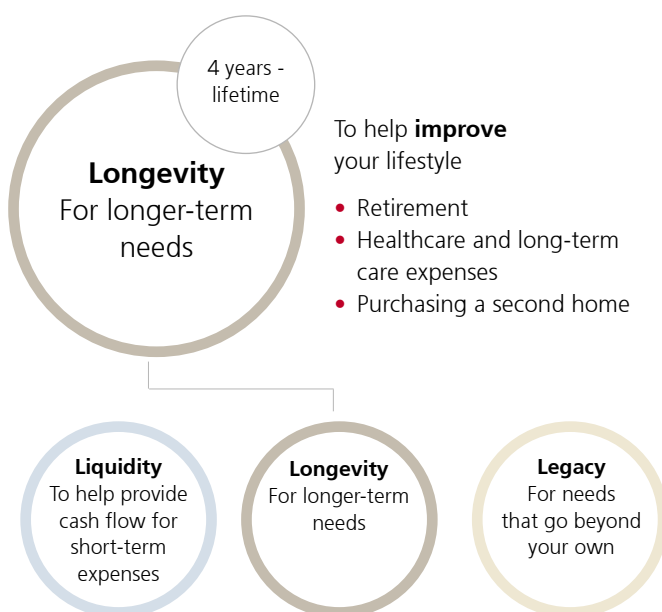 4 years -
lifetime
Longevity
For longer-term
needs
To help improve
your lifestyle
• Retirement
• Healthcare and long-term
care expenses
• Purchasing a second home
Liquidity
To help provide
cash flow for
short-term
expenses
Longevity
For longer-term
needs
Legacy
For needs
that go beyond
your own